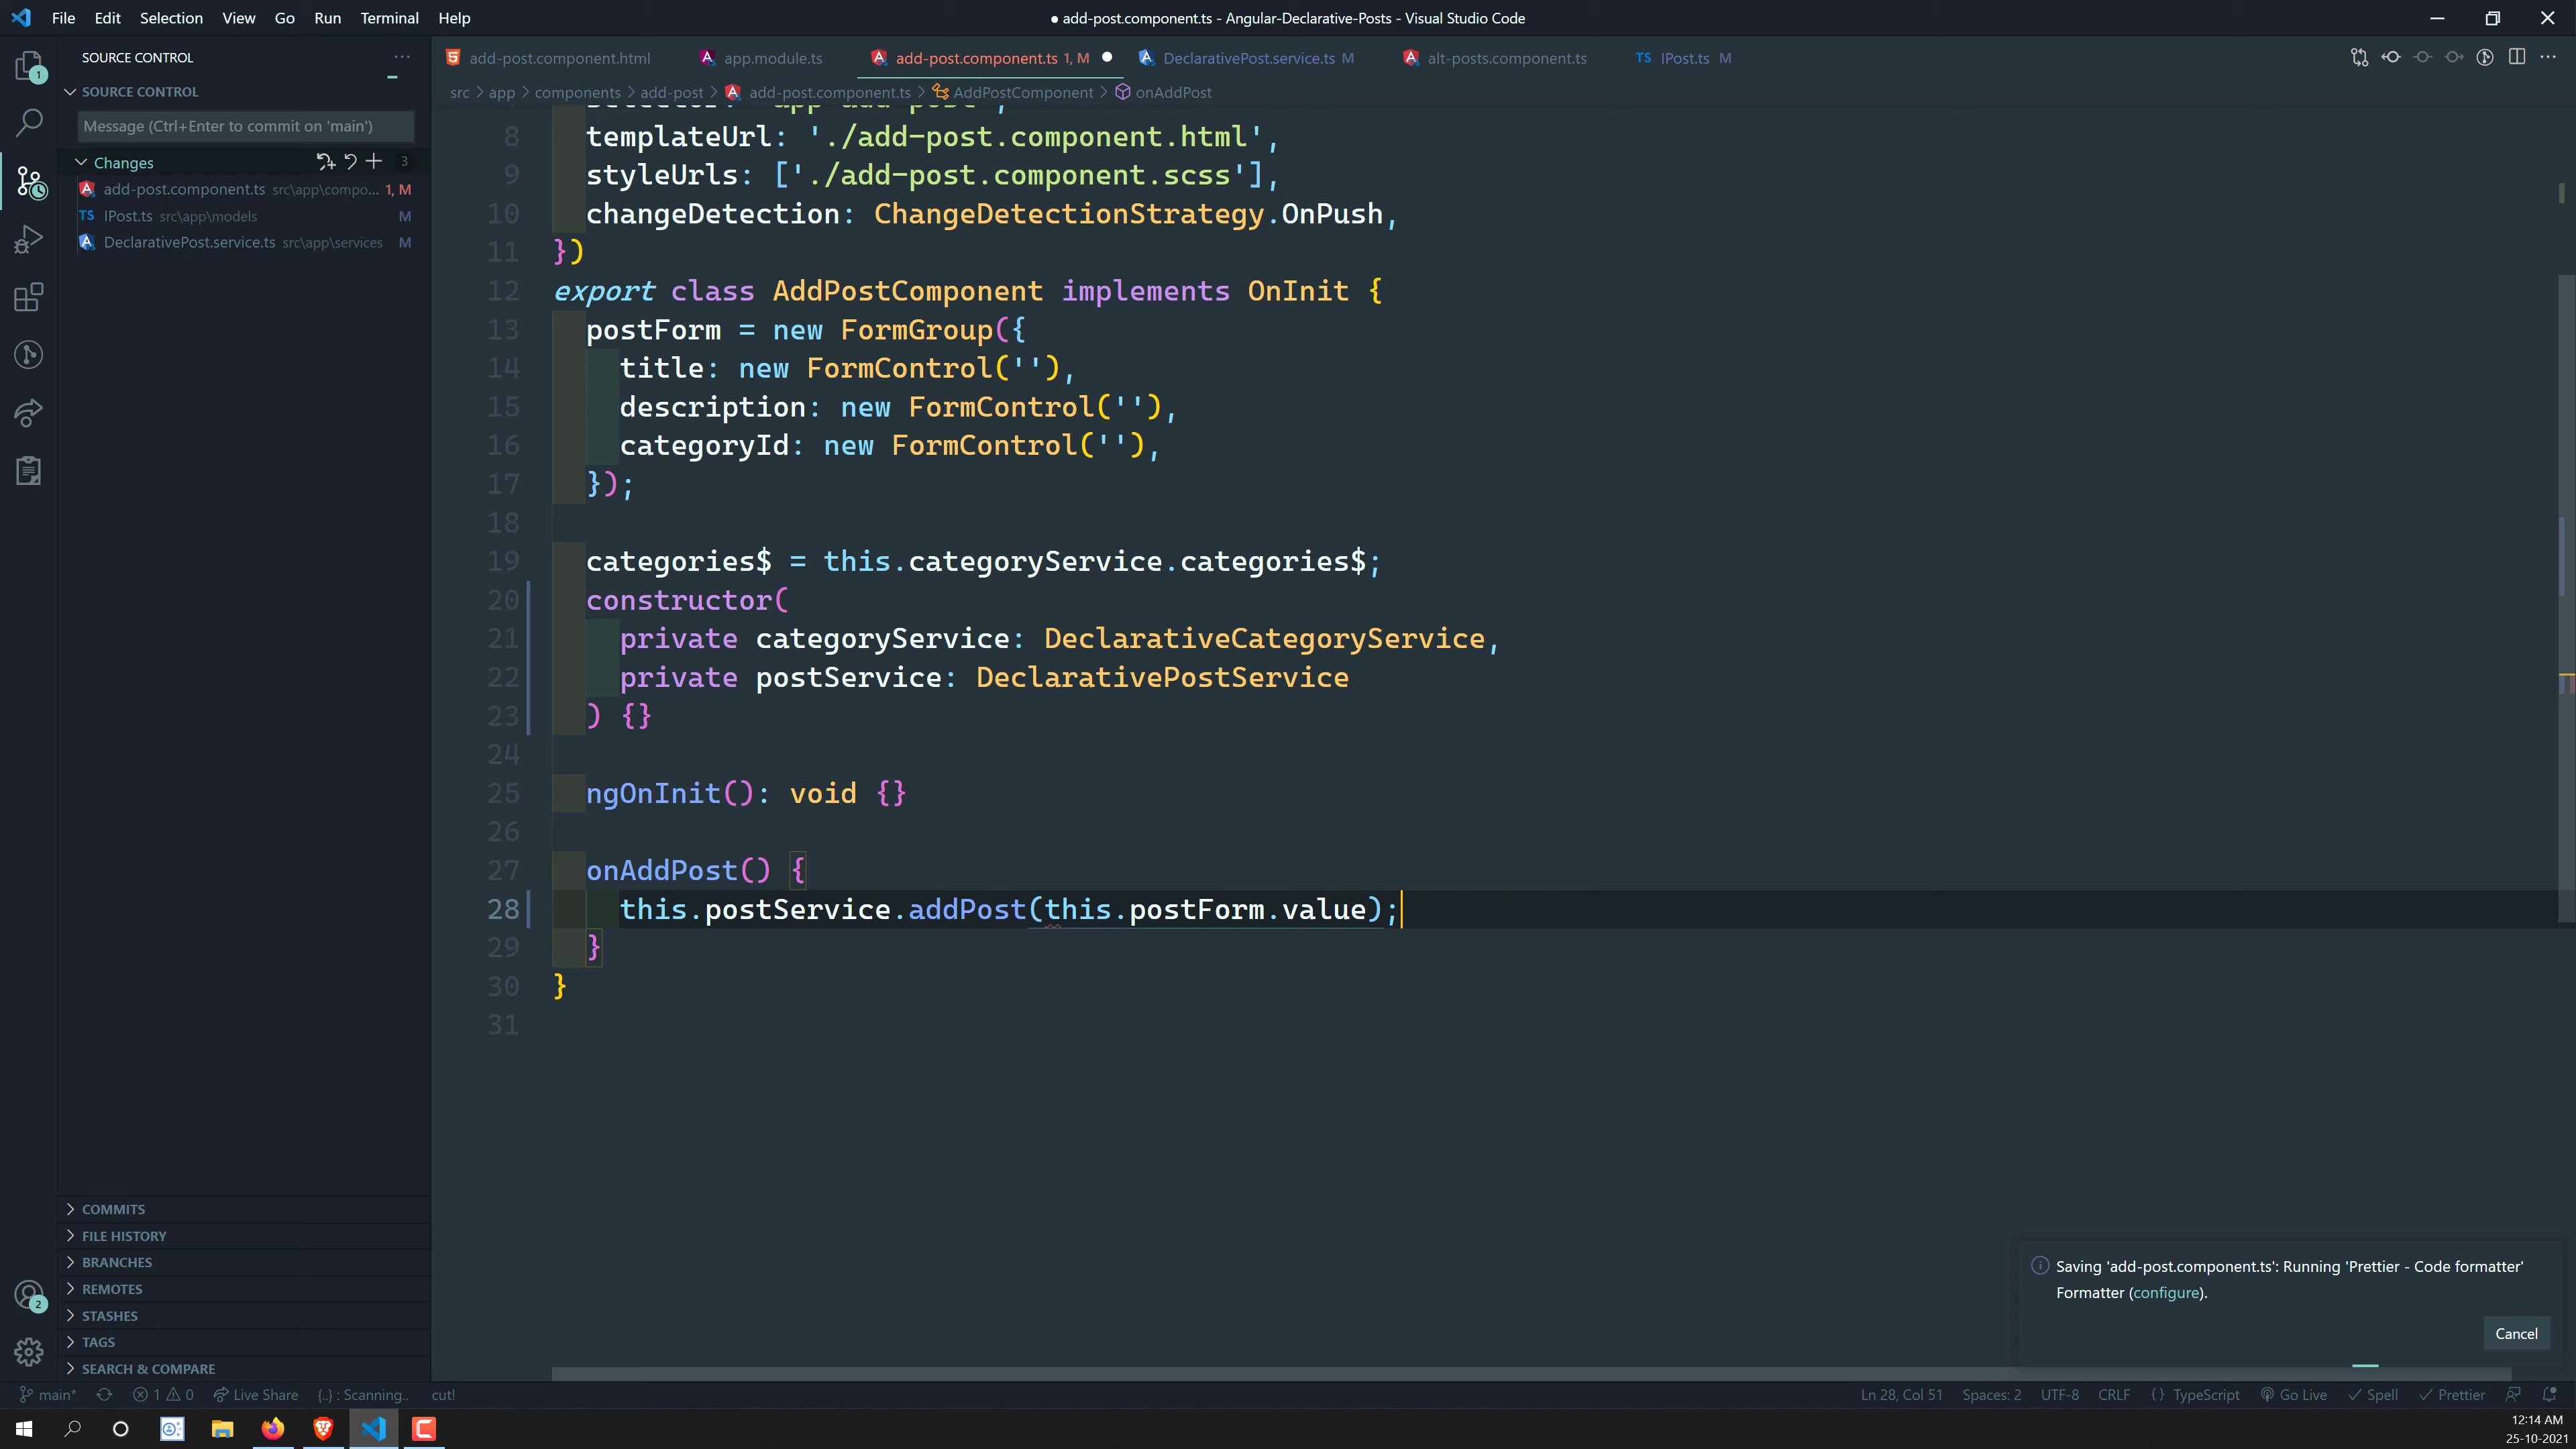 File Edit Selection View Go Run Terminal Help
● add-post.component.ts - Angular-Declarative-Posts - Visual Studio Code
SOURCE CONTROL
add-post.component.html
app.module.ts
add-post.component.ts 1, M
DeclarativePost.service.ts M
alt-posts.component.ts
TS IPost.ts M
SOURCE CONTROL
src > app > components > add-post > add-post.component.ts > AddPostComponent > onAddPost
Message (Ctrl+Enter to commit on 'main')
Changes 3
add-post.component.ts src\app\compo... 1, M
TS IPost.ts src\app\models M
DeclarativePost.service.ts src\app\services M
8 templateUrl: './add-post.component.html',
9 styleUrls: ['./add-post.component.scss'],
10 changeDetection: ChangeDetectionStrategy.OnPush,
11 })
12 export class AddPostComponent implements OnInit {
13 postForm = new FormGroup({
14 title: new FormControl(''),
15 description: new FormControl(''),
16 categoryId: new FormControl(''),
17 });
18
19 categories$ = this.categoryService.categories$;
20 constructor(
21 private categoryService: DeclarativeCategoryService,
22 private postService: DeclarativePostService
23 ) {}
24
25 ngOnInit(): void {}
26
27 onAddPost() {
28 this.postService.addPost(this.postForm.value);
29 }
30 }
31
1
2
COMMITS
FILE HISTORY
BRANCHES
REMOTES
STASHES
TAGS
SEARCH & COMPARE
Saving 'add-post.component.ts': Running 'Prettier - Code formatter'
Formatter (configure).
Cancel
main* 1 0 Live Share {..} : Scanning.. cut!
Ln 28, Col 51 Spaces: 2 UTF-8 CRLF {} TypeScript Go Live Spell Prettier
12:14 AM
25-10-2021